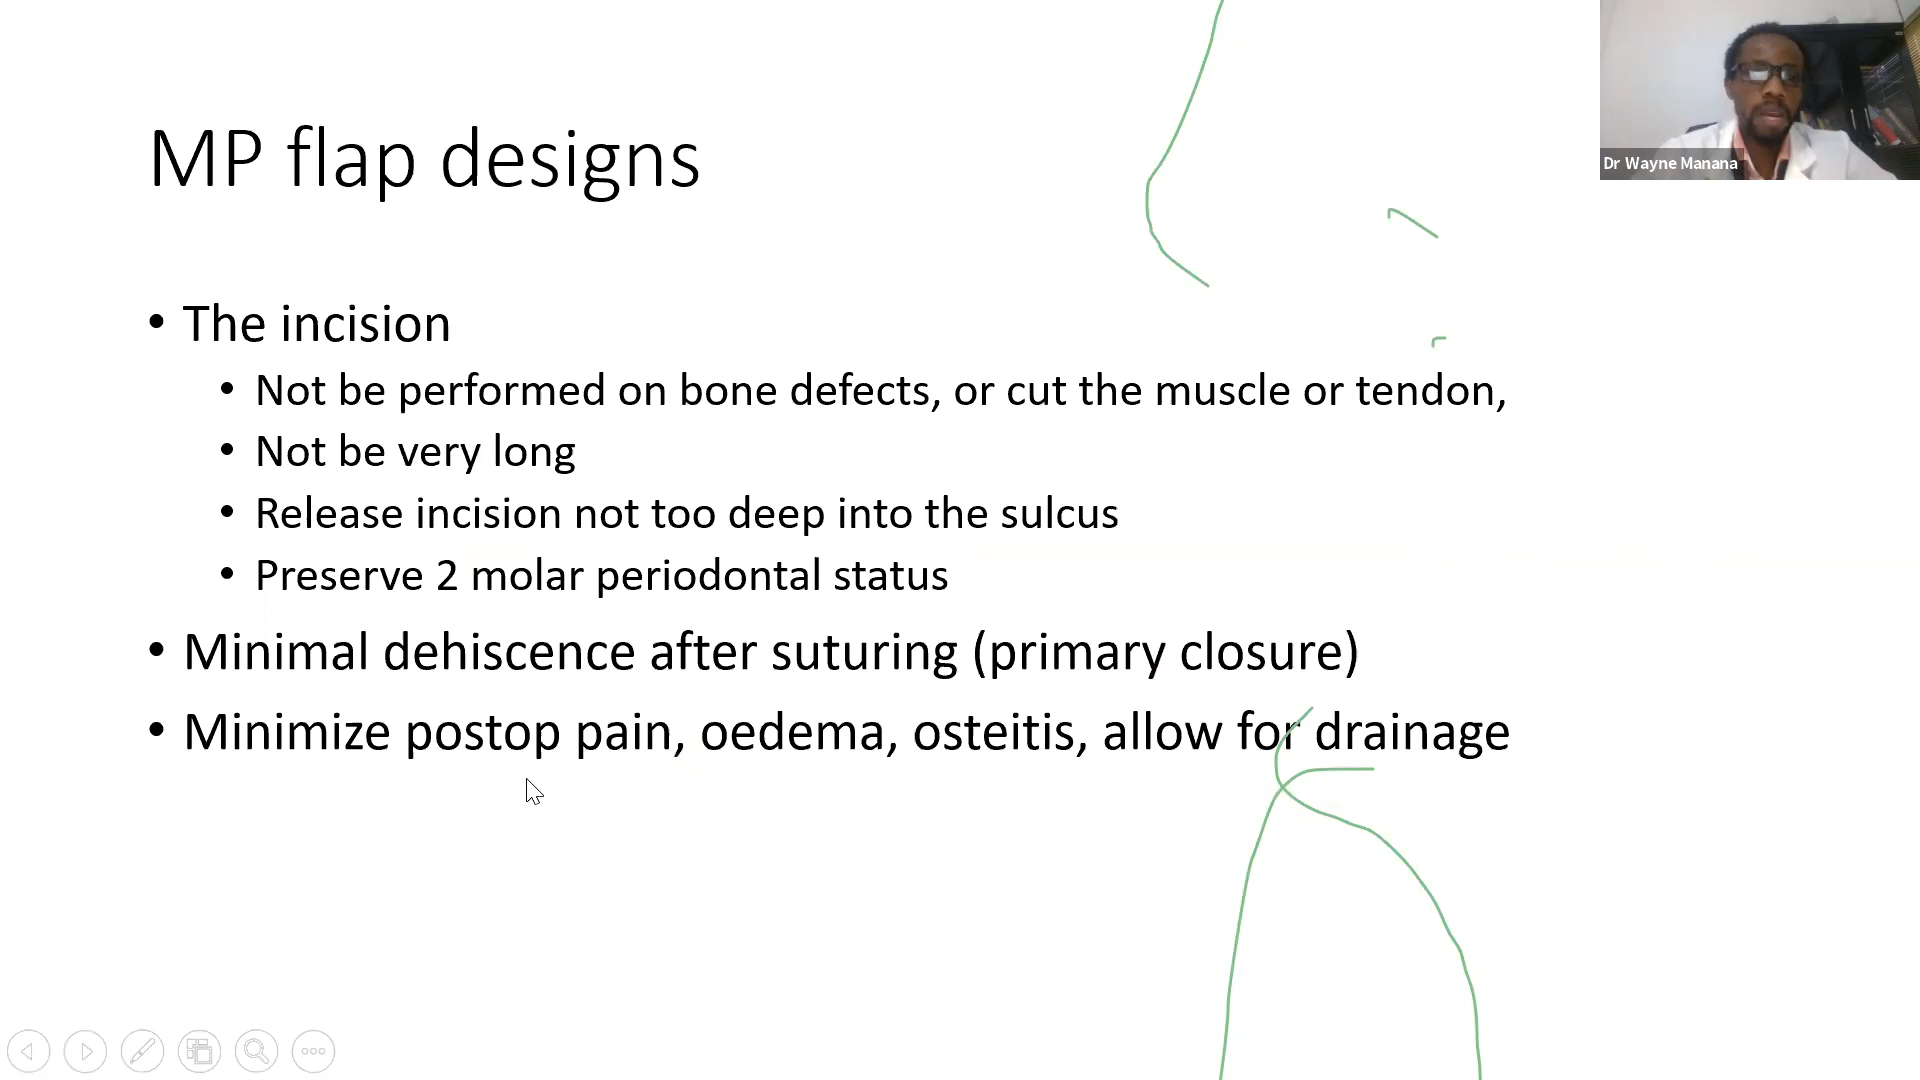 MP flap designs
Dr Wayne Manana
• The incision
• Not be performed on bone defects, or cut the muscle or tendon,
• Not be very long
• Release incision not too deep into the sulcus
• Preserve 2 molar periodontal status
• Minimal dehiscence after suturing (primary closure)
• Minimize postop pain, oedema, osteitis, allow for drainage